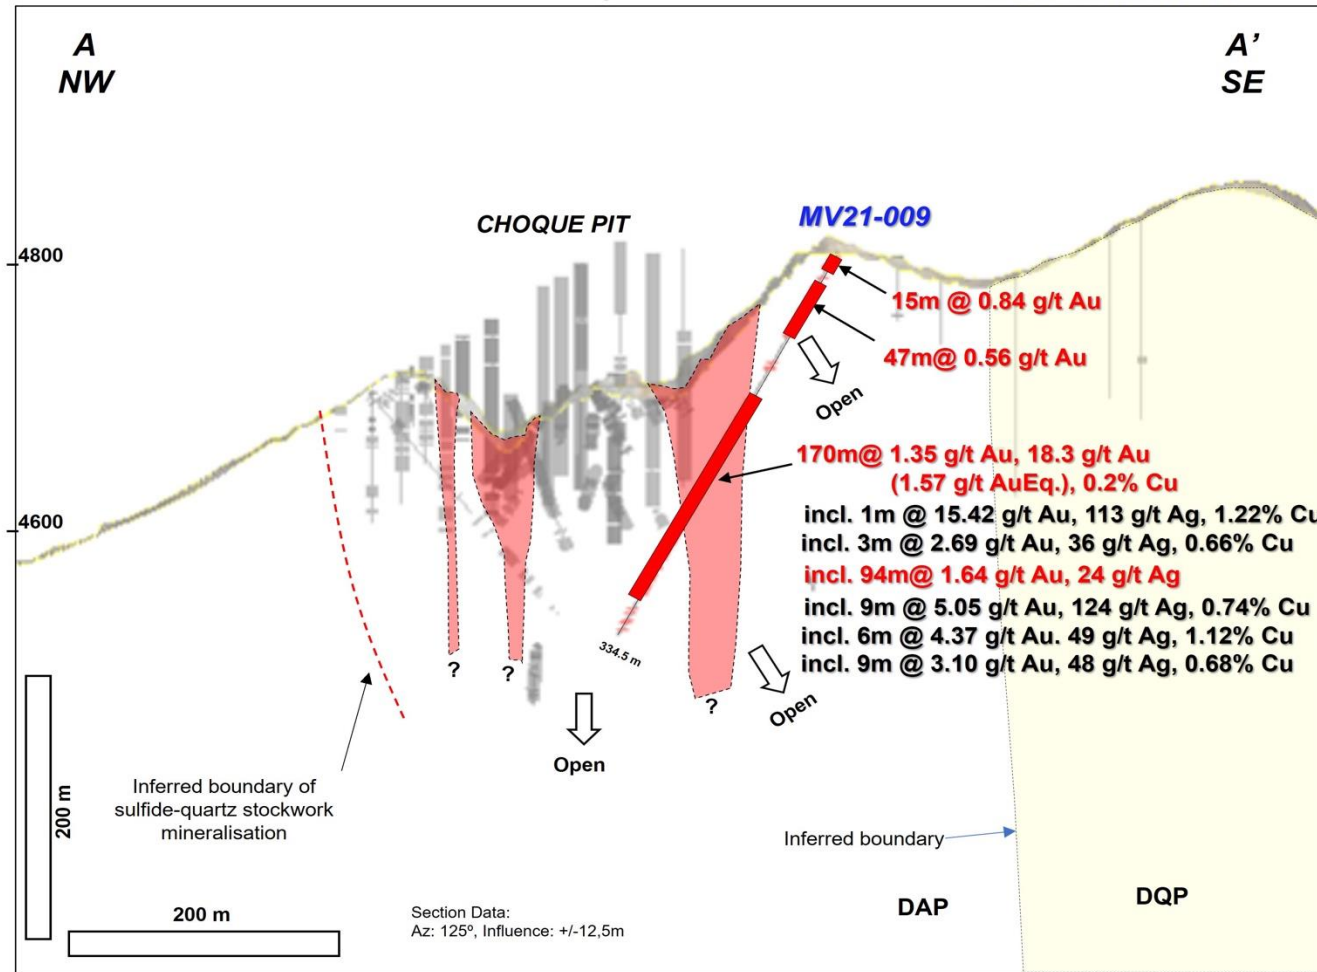 A
NW
A’
SE
CHOQUE PIT
MV21-009
4800
15m @ 0.84 g/t Au
47m@ 0.56 g/t Au
Open
170m@ 1.35 g/t Au, 18.3 g/t Au
(1.57 g/t AuEq.), 0.2% Cu
4600
incl. 1m @ 15.42 g/t Au, 113 g/t Ag, 1.22% Cu
incl. 3m @ 2.69 g/t Au, 36 g/t Ag, 0.66% Cu
incl. 94m@ 1.64 g/t Au, 24 g/t Ag
incl. 9m @ 5.05 g/t Au, 124 g/t Ag, 0.74% Cu
incl. 6m @ 4.37 g/t Au. 49 g/t Ag, 1.12% Cu
incl. 9m @ 3.10 g/t Au, 48 g/t Ag, 0.68% Cu
334.5 m
?
?
?
Open
Open
Inferred boundary of
sulfide-quartz stockwork
mineralisation
200 m
Inferred boundary
200 m
Section Data:
Az: 125º, Influence: +/-12,5m
DAP
DQP